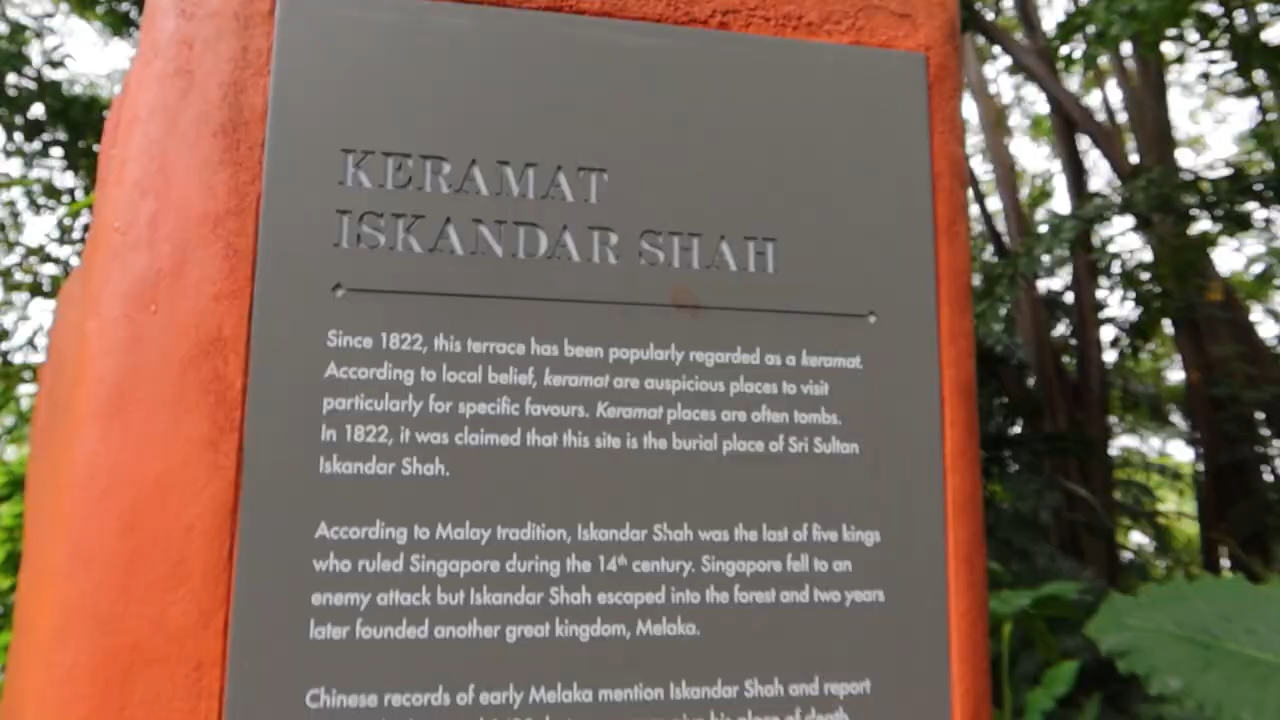 KERAMAT
ISKANDAR SHAH
Since 1822, this terrace has been popularly regarded as a keramat.
According to local belief, keramat are auspicious places to visit
particularly for specific favours. Keramat places are often tombs.
In 1822, it was claimed that this site is the burial place of Sri Sultan
Iskandar Shah.
According to Malay tradition, Iskandar Shah was the last of five kings
who ruled Singapore during the 14th century. Singapore fell to an
enemy attack but Iskandar Shah escaped into the forest and two years
later founded another great kingdom, Melaka.
Chinese records of early Melaka mention Iskandar Shah and report
his place of death